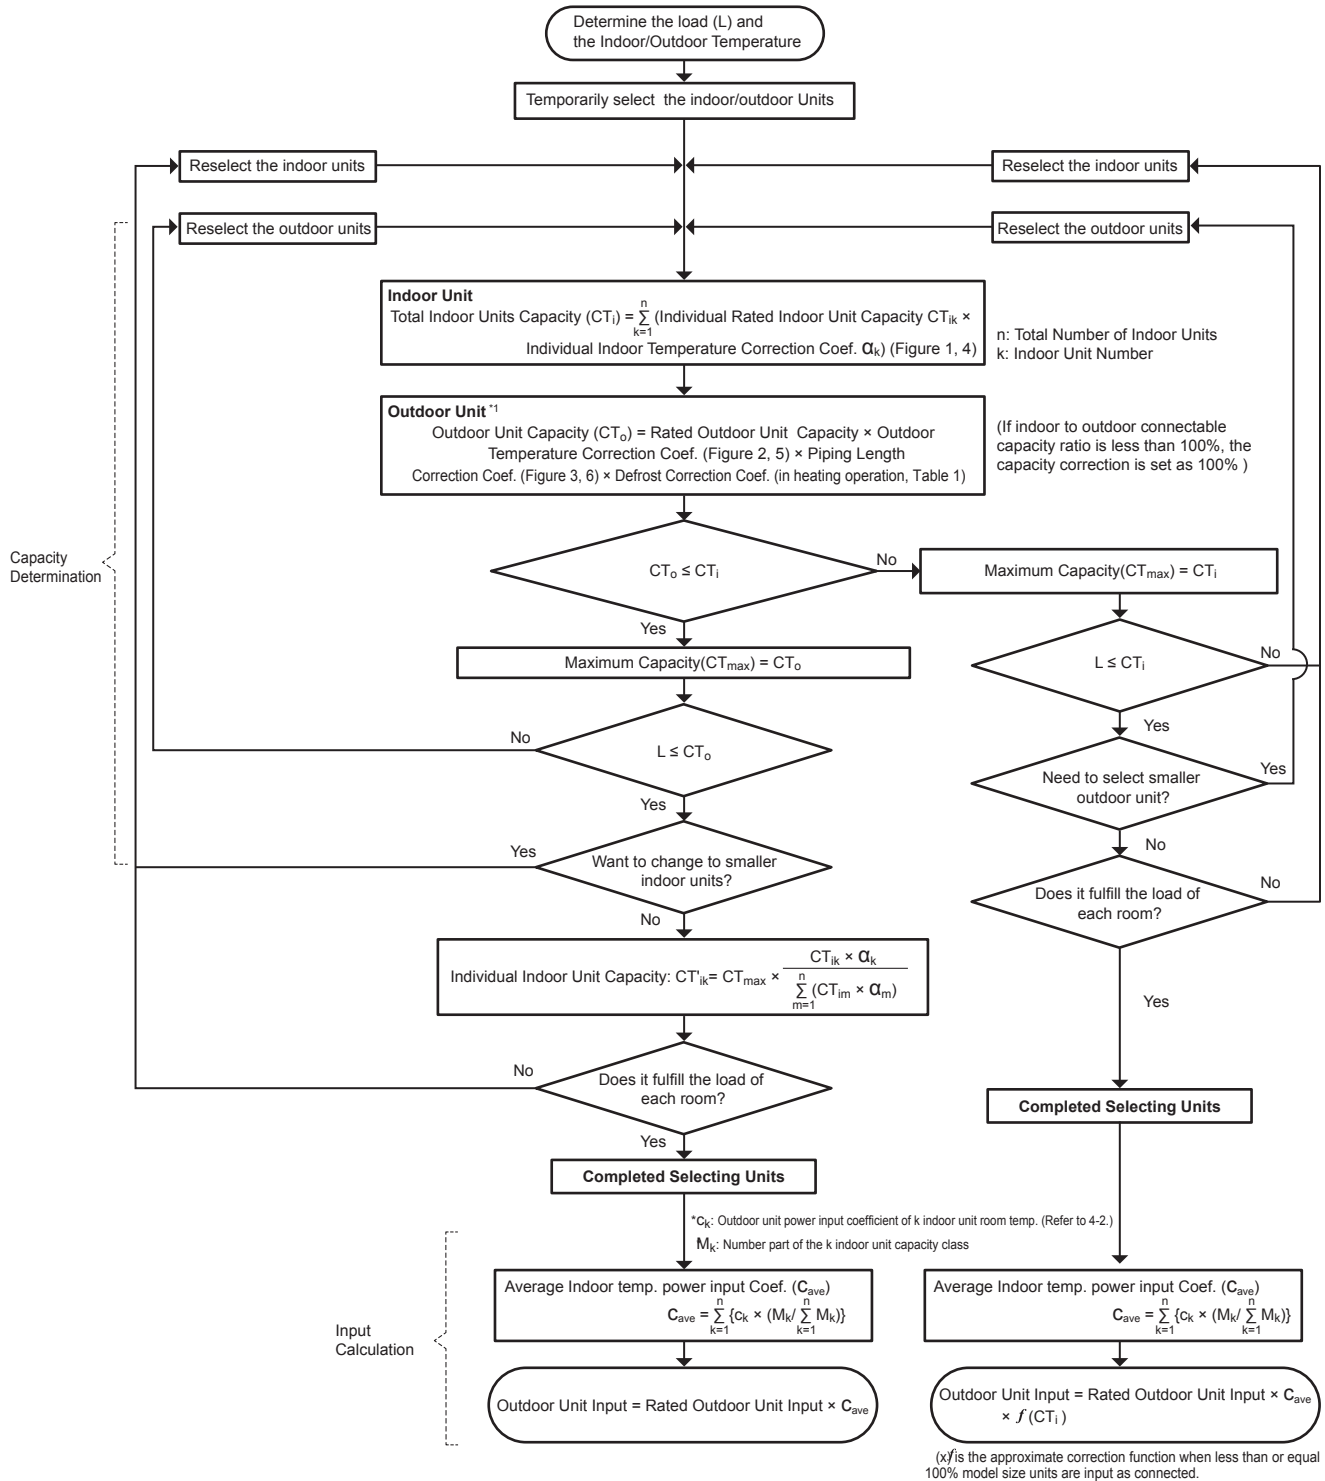 Determine the load (L) and
the Indoor/Outdoor Temperature
Temporarily select the indoor/outdoor Units
Reselect the indoor units
Reselect the indoor units
Reselect the outdoor units
Reselect the outdoor units
Indoor Unit
Total Indoor Units Capacity (CTi) = Σ(k=1 to n) (Individual Rated Indoor Unit Capacity CTik ×
Individual Indoor Temperature Correction Coef. αk) (Figure 1, 4)
n: Total Number of Indoor Units
k: Indoor Unit Number
Outdoor Unit *1
Outdoor Unit Capacity (CTo) = Rated Outdoor Unit Capacity × Outdoor
Temperature Correction Coef. (Figure 2, 5) × Piping Length
Correction Coef. (Figure 3, 6) × Defrost Correction Coef. (in heating operation, Table 1)
(If indoor to outdoor connectable
capacity ratio is less than 100%, the
capacity correction is set as 100% )
Capacity
Determination
CTo ≤ CTi
No
Maximum Capacity(CTmax) = CTi
Yes
Maximum Capacity(CTmax) = CTo
L ≤ CTi
No
Yes
No
L ≤ CTo
Need to select smaller
outdoor unit?
Yes
Yes
No
Yes
Want to change to smaller
indoor units?
No
Does it fulfill the load of
each room?
No
Individual Indoor Unit Capacity: CT'ik= CTmax × CTik × αk / Σ(m=1 to n) (CTim × αm)
Yes
No
Does it fulfill the load of
each room?
Yes
Completed Selecting Units
Completed Selecting Units
*ck: Outdoor unit power input coefficient of k indoor unit room temp. (Refer to 4-2.)
Mk: Number part of the k indoor unit capacity class
Input
Calculation
Average Indoor temp. power input Coef. (Cave)
Cave = Σ(k=1 to n) {ck × (Mk/ Σ(k=1 to n) Mk)}
Average Indoor temp. power input Coef. (Cave)
Cave = Σ(k=1 to n) {ck × (Mk/ Σ(k=1 to n) Mk)}
Outdoor Unit Input = Rated Outdoor Unit Input × Cave
Outdoor Unit Input = Rated Outdoor Unit Input × Cave
× f (CTi )
(x)f is the approximate correction function when less than or equal
100% model size units are input as connected.